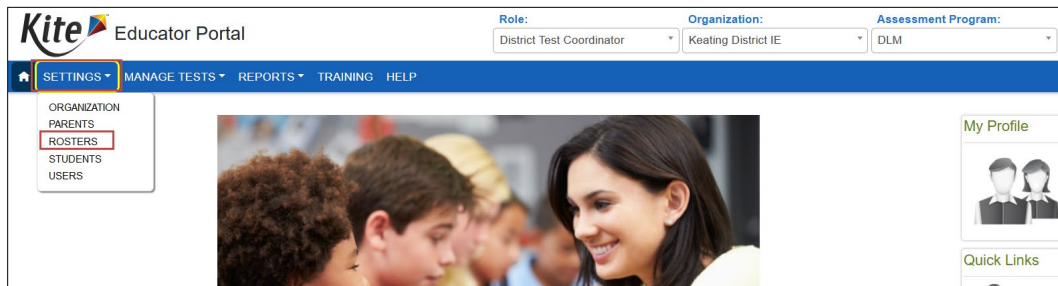 Kite Educator Portal
Role:
District Test Coordinator
Organization:
Keating District IE
Assessment Program:
DLM
SETTINGS MANAGE TESTS REPORTS TRAINING HELP
ORGANIZATION
PARENTS
ROSTERS
STUDENTS
USERS
My Profile
Quick Links